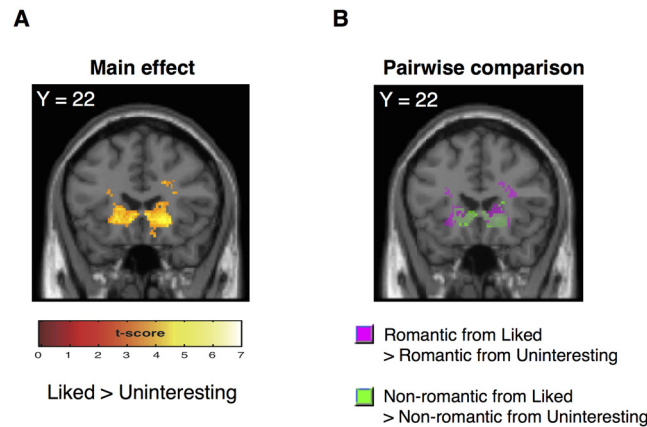 A
B
Main effect
Pairwise comparison
Y = 22
Y = 22
t-score
0 1 2 3 4 5 6 7
Liked > Uninteresting
Romantic from Liked
> Romantic from Uninteresting
Non-romantic from Liked
> Non-romantic from Uninteresting